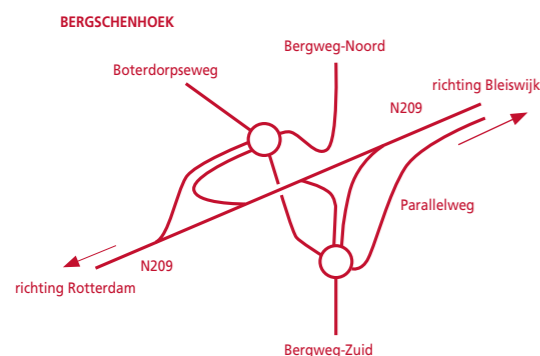 BERGSCHENHOEK
Bergweg-Noord
Boterdorpseweg
richting Bleiswijk
N209
Parallelweg
N209
richting Rotterdam
Bergweg-Zuid